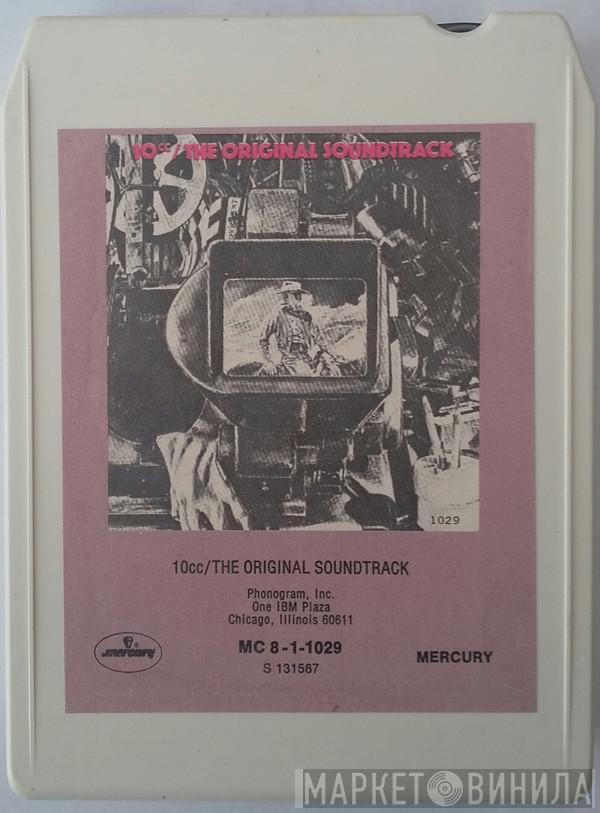 10cc/THE ORIGINAL SOUNDTRACK
1029
10cc/THE ORIGINAL SOUNDTRACK
Phonogram, Inc.
One IBM Plaza
Chicago, Illinois 60611
MC 8-1-1029
S 131587
mercury ®
MERCURY
МАРКЕТ ВИНИЛА